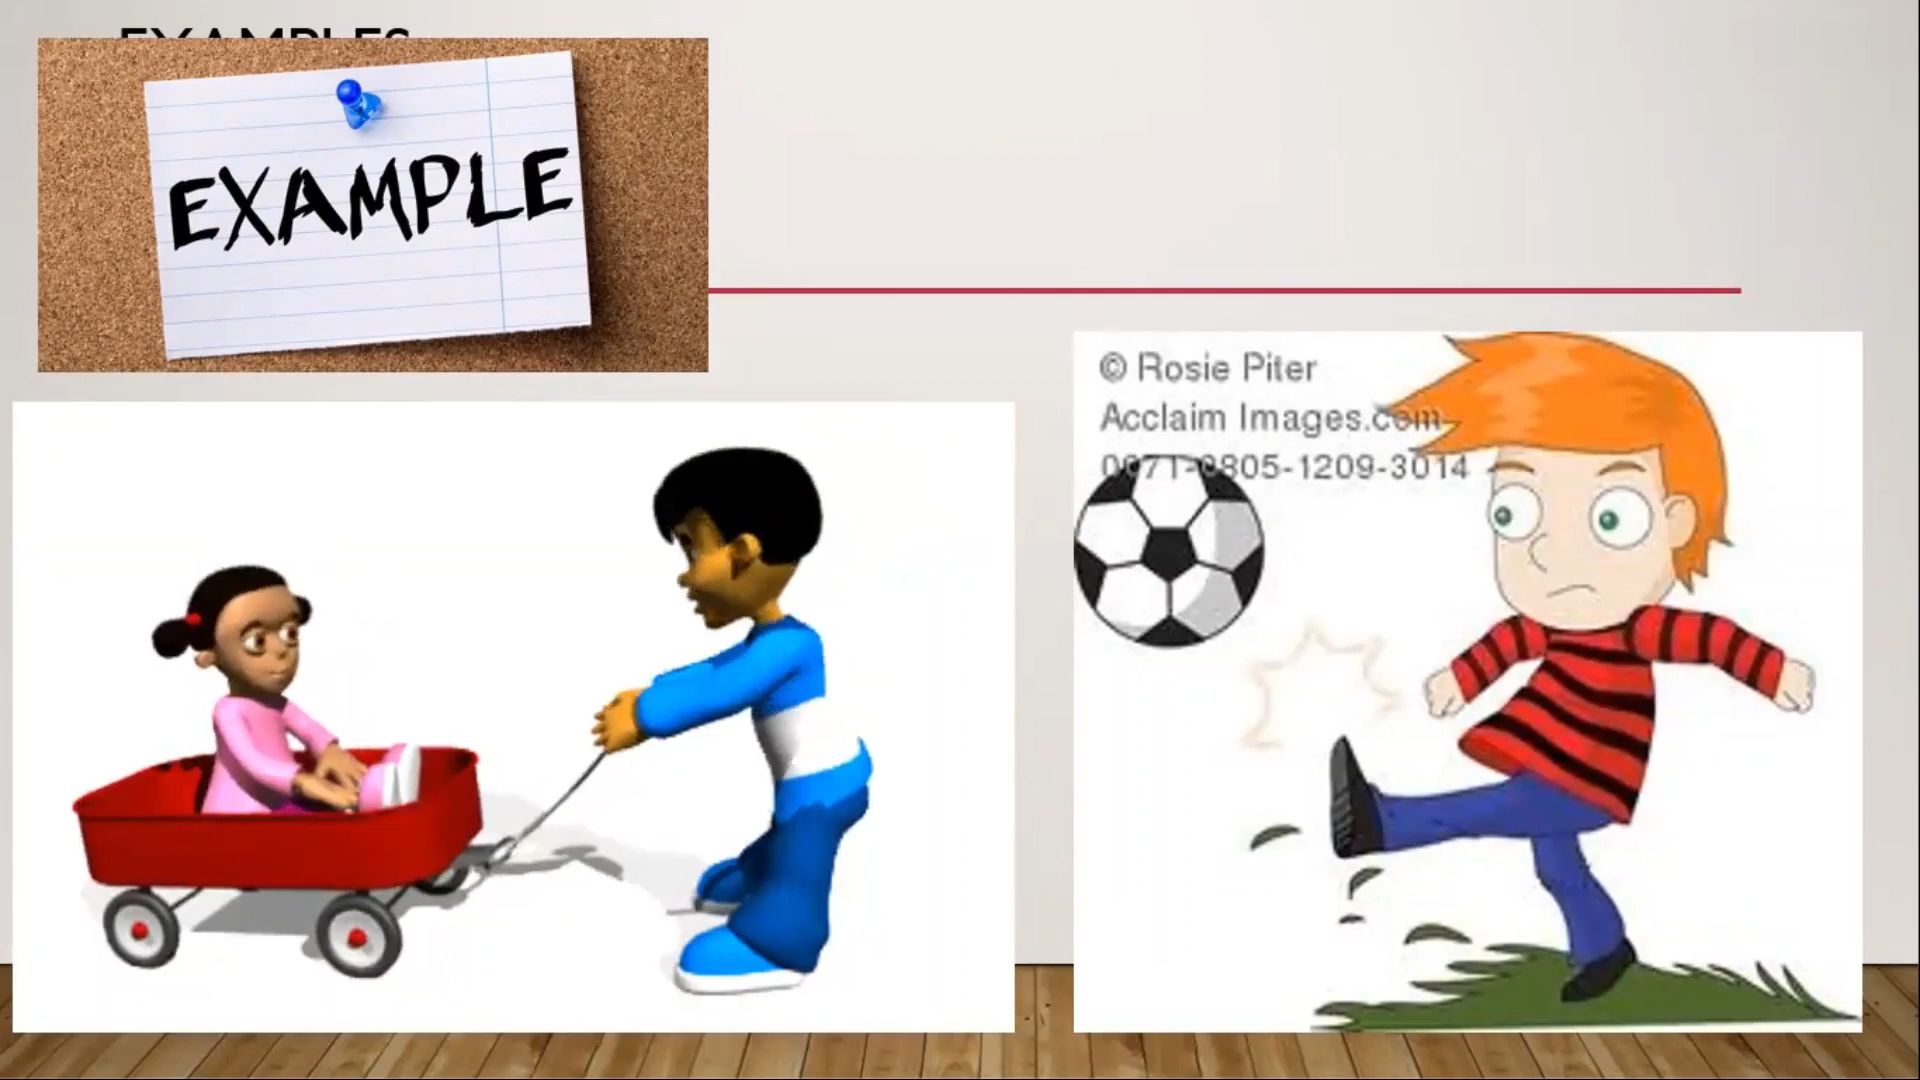 EXAMPLES
EXAMPLE
© Rosie Piter
Acclaim Images.com
0071-0805-1209-3014